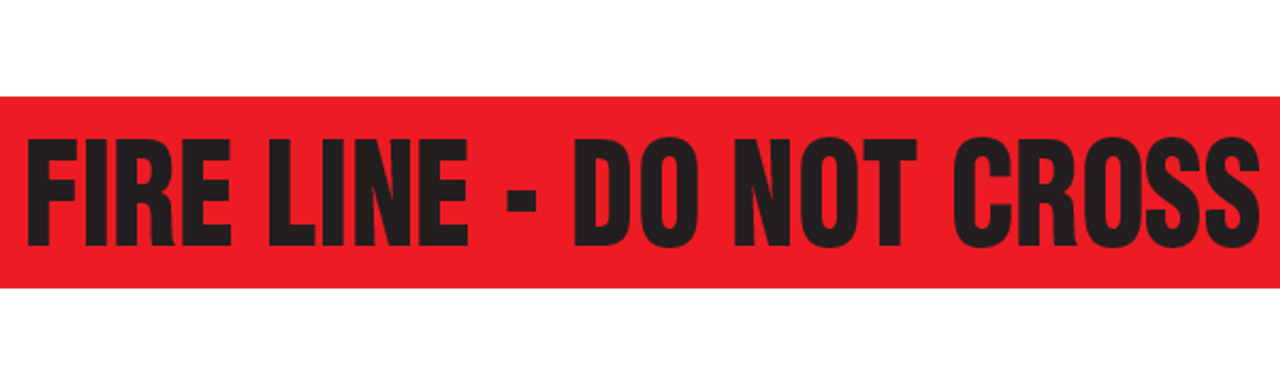 FIRE LINE - DO NOT CROSS